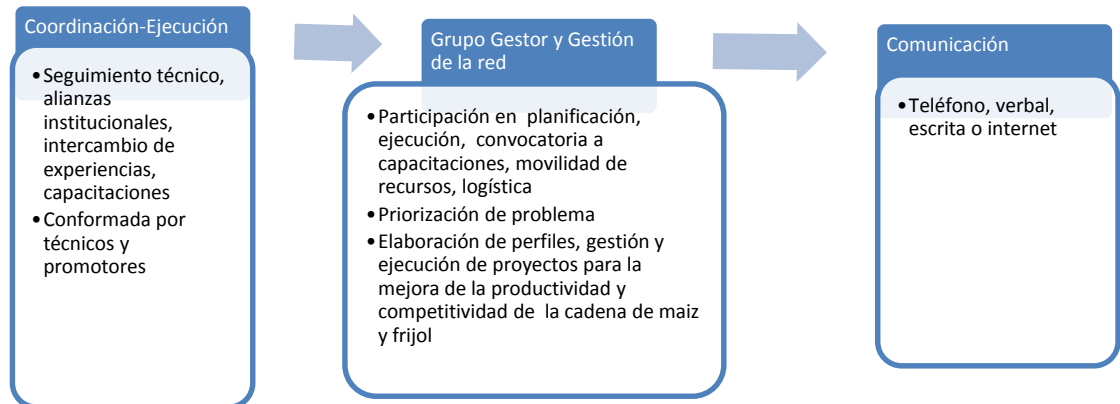 Coordinación-Ejecución
•Seguimiento técnico,
alianzas
institucionales,
intercambio de
experiencias,
capacitaciones
•Conformada por
técnicos y
promotores
Grupo Gestor y Gestión
de la red
•Participación en planificación,
ejecución, convocatoria a
capacitaciones, movilidad de
recursos, logística
•Priorización de problema
•Elaboración de perfiles, gestión y
ejecución de proyectos para la
mejora de la productividad y
competitividad de la cadena de maiz
y frijol
Comunicación
•Teléfono, verbal,
escrita o internet